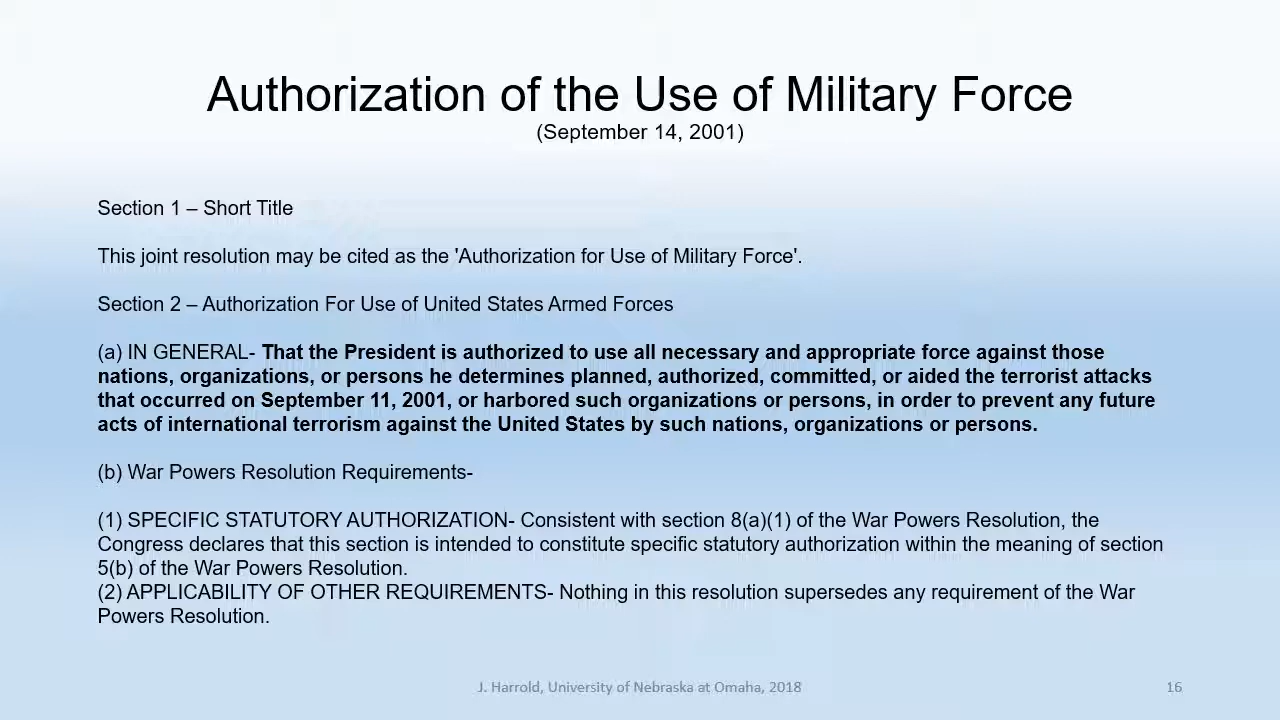 Authorization of the Use of Military Force
(September 14, 2001)
Section 1 – Short Title
This joint resolution may be cited as the 'Authorization for Use of Military Force'.
Section 2 – Authorization For Use of United States Armed Forces
(a) IN GENERAL- That the President is authorized to use all necessary and appropriate force against those
nations, organizations, or persons he determines planned, authorized, committed, or aided the terrorist attacks
that occurred on September 11, 2001, or harbored such organizations or persons, in order to prevent any future
acts of international terrorism against the United States by such nations, organizations or persons.
(b) War Powers Resolution Requirements-
(1) SPECIFIC STATUTORY AUTHORIZATION- Consistent with section 8(a)(1) of the War Powers Resolution, the
Congress declares that this section is intended to constitute specific statutory authorization within the meaning of section
5(b) of the War Powers Resolution.
(2) APPLICABILITY OF OTHER REQUIREMENTS- Nothing in this resolution supersedes any requirement of the War
Powers Resolution.
J. Harrold, University of Nebraska at Omaha, 2018
16